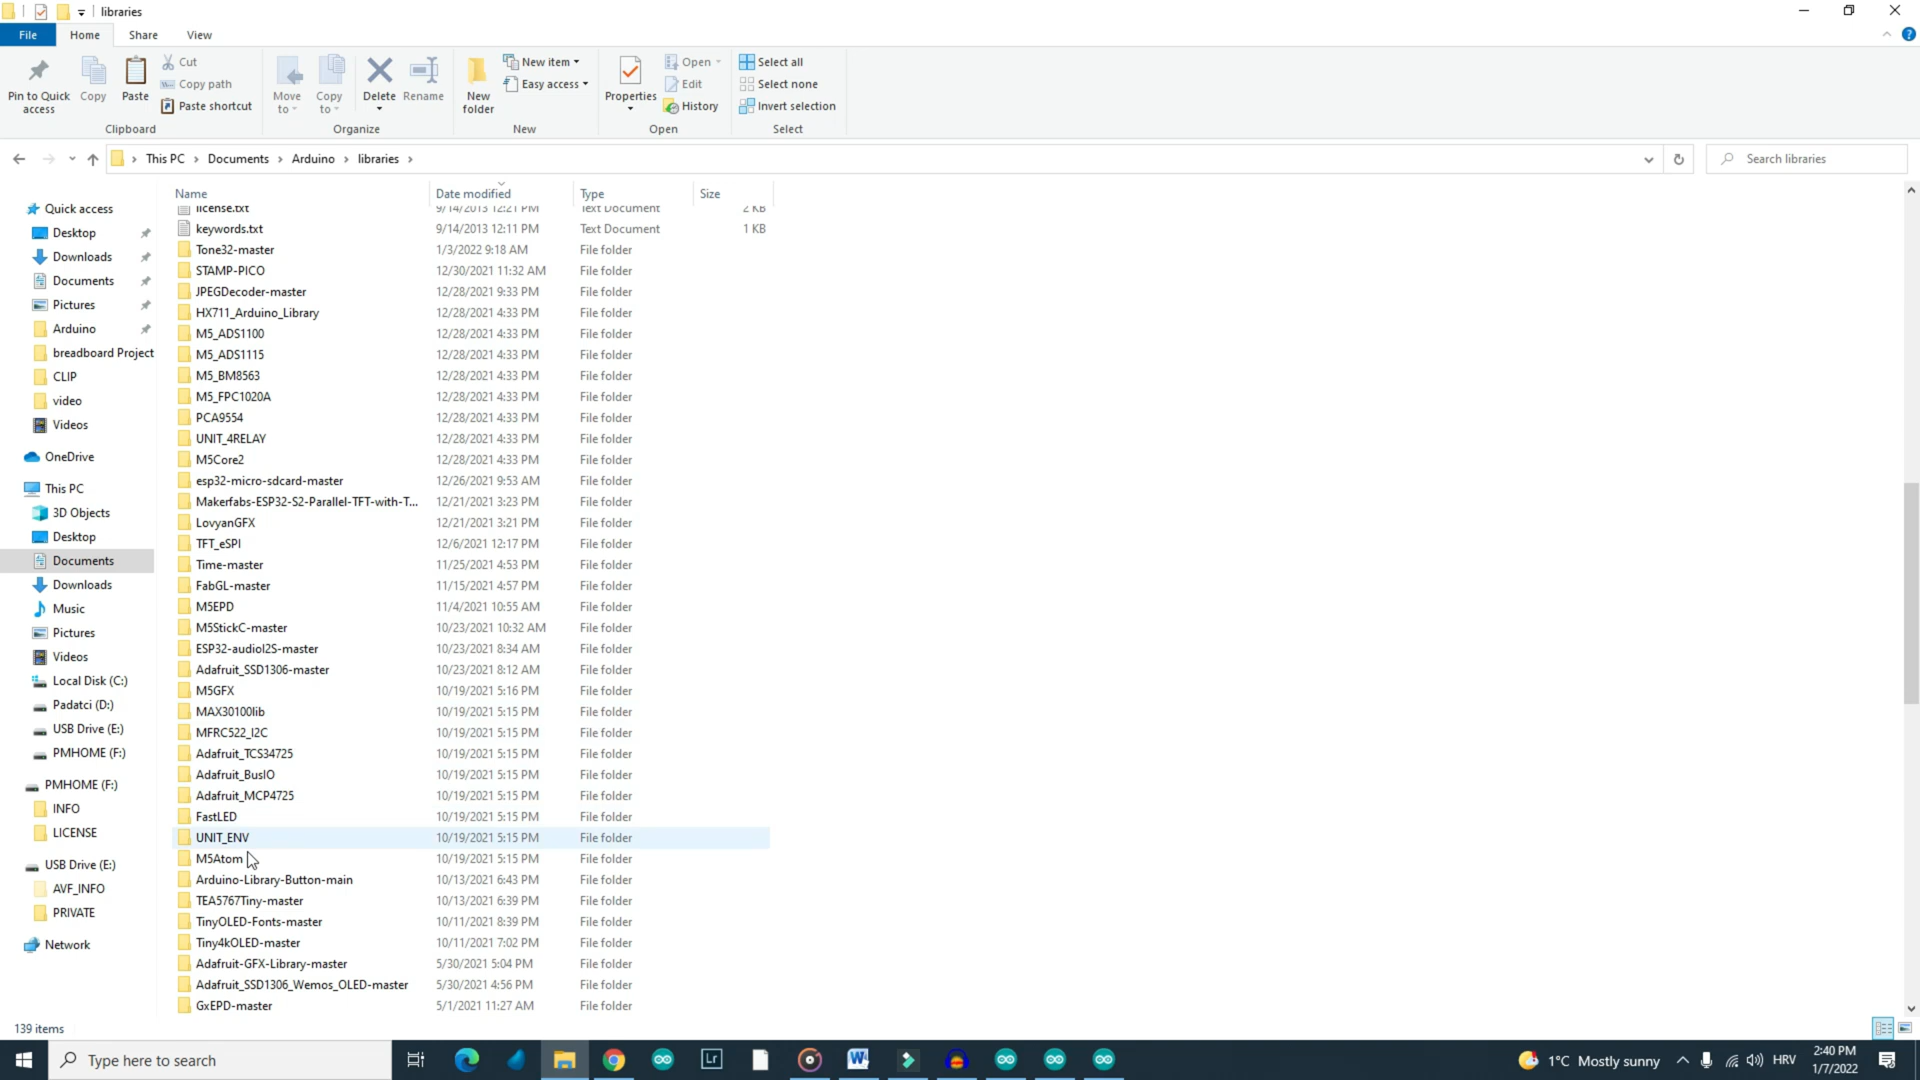 libraries
File
Home
Share
View
Pin to Quick access
Copy
Paste
Cut
Copy path
Paste shortcut
Clipboard
Move to
Copy to
Delete
Rename
Organize
New folder
New item
Easy access
New
Properties
Open
Edit
History
Open
Select all
Select none
Invert selection
Select
This PC > Documents > Arduino > libraries >
Search libraries
Quick access
Desktop
Downloads
Documents
Pictures
Arduino
breadboard Project
CLIP
video
Videos
OneDrive
This PC
3D Objects
Desktop
Documents
Downloads
Music
Pictures
Videos
Local Disk (C:)
Padatci (D:)
USB Drive (E:)
PMHOME (F:)
PMHOME (F:)
INFO
LICENSE
USB Drive (E:)
AVF_INFO
PRIVATE
Network
Name Date modified Type Size
license.txt 9/14/2013 12:21 PM Text Document 2 KB
keywords.txt 9/14/2013 12:11 PM Text Document 1 KB
Tone32-master 1/3/2022 9:18 AM File folder
STAMP-PICO 12/30/2021 11:32 AM File folder
JPEGDecoder-master 12/28/2021 9:33 PM File folder
HX711_Arduino_Library 12/28/2021 4:33 PM File folder
M5_ADS1100 12/28/2021 4:33 PM File folder
M5_ADS1115 12/28/2021 4:33 PM File folder
M5_BM8563 12/28/2021 4:33 PM File folder
M5_FPC1020A 12/28/2021 4:33 PM File folder
PCA9554 12/28/2021 4:33 PM File folder
UNIT_4RELAY 12/28/2021 4:33 PM File folder
M5Core2 12/28/2021 4:33 PM File folder
esp32-micro-sdcard-master 12/26/2021 9:53 AM File folder
Makerfabs-ESP32-S2-Parallel-TFT-with-T... 12/21/2021 3:23 PM File folder
LovyanGFX 12/21/2021 3:21 PM File folder
TFT_eSPI 12/6/2021 12:17 PM File folder
Time-master 11/25/2021 4:53 PM File folder
FabGL-master 11/15/2021 4:57 PM File folder
M5EPD 11/4/2021 10:55 AM File folder
M5StickC-master 10/23/2021 10:32 AM File folder
ESP32-audioI2S-master 10/23/2021 8:34 AM File folder
Adafruit_SSD1306-master 10/23/2021 8:12 AM File folder
M5GFX 10/19/2021 5:16 PM File folder
MAX30100lib 10/19/2021 5:15 PM File folder
MFRC522_I2C 10/19/2021 5:15 PM File folder
Adafruit_TCS34725 10/19/2021 5:15 PM File folder
Adafruit_BusIO 10/19/2021 5:15 PM File folder
Adafruit_MCP4725 10/19/2021 5:15 PM File folder
FastLED 10/19/2021 5:15 PM File folder
UNIT_ENV 10/19/2021 5:15 PM File folder
M5Atom 10/19/2021 5:15 PM File folder
Arduino-Library-Button-main 10/13/2021 6:43 PM File folder
TEA5767Tiny-master 10/13/2021 6:39 PM File folder
TinyOLED-Fonts-master 10/11/2021 8:39 PM File folder
Tiny4kOLED-master 10/11/2021 7:02 PM File folder
Adafruit-GFX-Library-master 5/30/2021 5:04 PM File folder
Adafruit_SSD1306_Wemos_OLED-master 5/30/2021 4:56 PM File folder
GxEPD-master 5/1/2021 11:27 AM File folder
139 items
Type here to search
Lr
W
1°C Mostly sunny
HRV
2:40 PM
1/7/2022